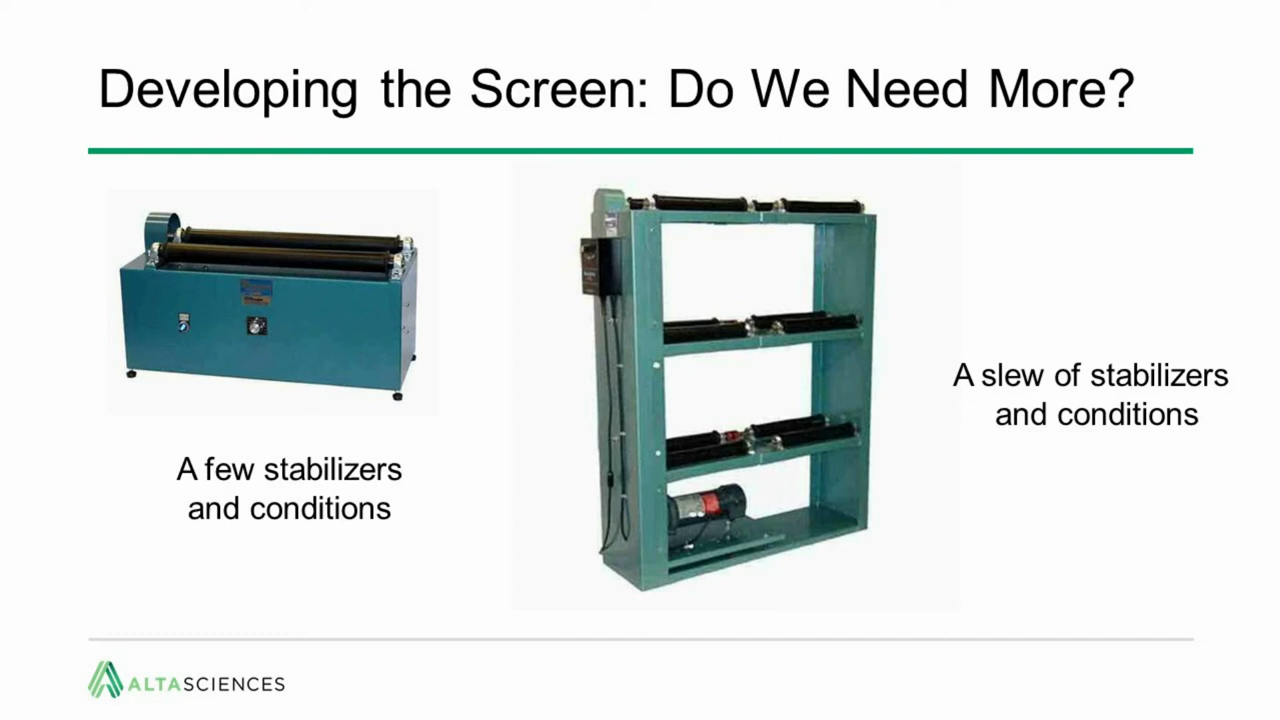 Developing the Screen: Do We Need More?
A few stabilizers
and conditions
A slew of stabilizers
and conditions
ALTASCIENCES